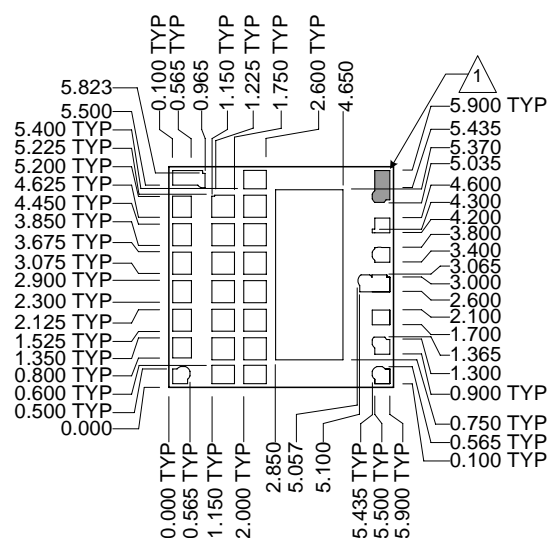 0.100 TYP
0.565 TYP
0.965
1.150 TYP
1.225 TYP
1.750 TYP
2.600 TYP
4.650
1
5.823
5.500
5.400 TYP
5.225 TYP
5.200 TYP
4.625 TYP
4.450 TYP
3.850 TYP
3.675 TYP
3.075 TYP
2.900 TYP
2.300 TYP
2.125 TYP
1.525 TYP
1.350 TYP
0.800 TYP
0.600 TYP
0.500 TYP
0.000
5.900 TYP
5.435
5.370
5.035
4.600
4.300
4.200
3.800
3.400
3.065
3.000
2.600
2.100
1.700
1.365
1.300
0.900 TYP
0.750 TYP
0.565 TYP
0.100 TYP
0.000 TYP
0.565 TYP
1.150 TYP
2.000 TYP
2.850
5.057
5.100
5.435 TYP
5.500 TYP
5.900 TYP